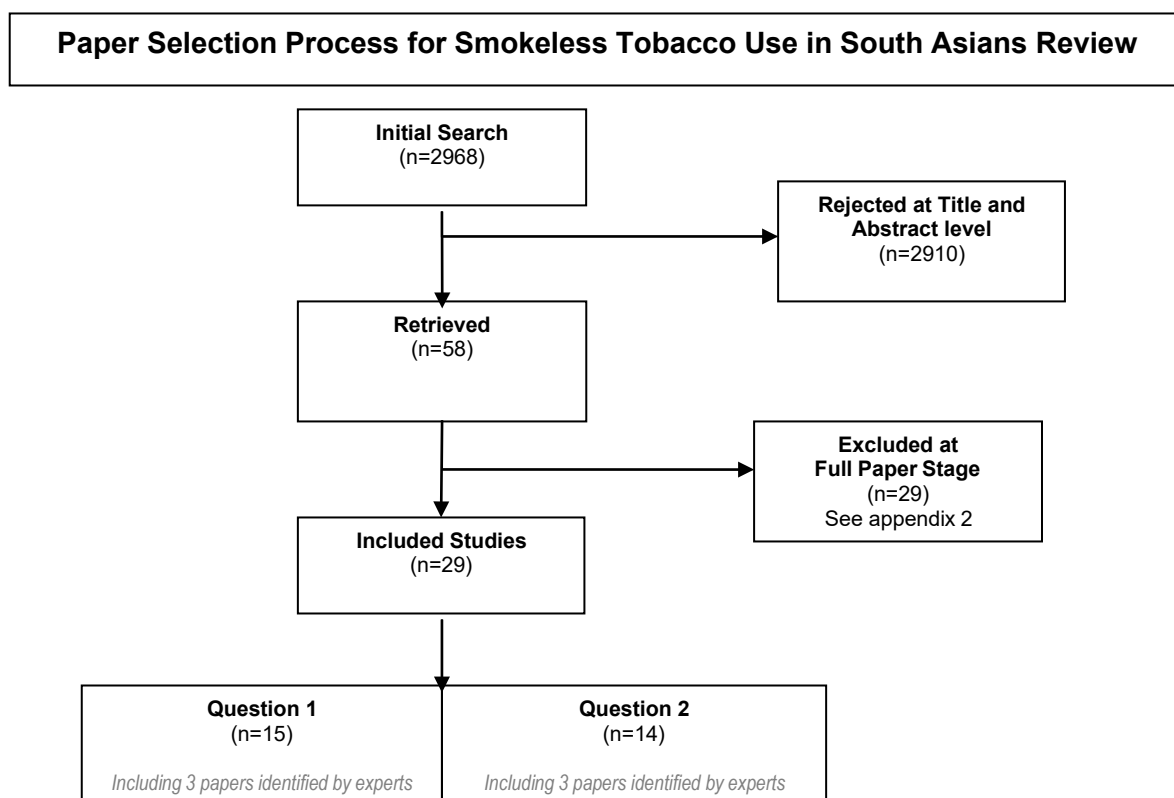 Paper Selection Process for Smokeless Tobacco Use in South Asians Review
Initial Search
(n=2968)
Rejected at Title and
Abstract level
(n=2910)
Retrieved
(n=58)
Excluded at
Full Paper Stage
(n=29)
See appendix 2
Included Studies
(n=29)
Question 1
(n=15)
Including 3 papers identified by experts
Question 2
(n=14)
Including 3 papers identified by experts